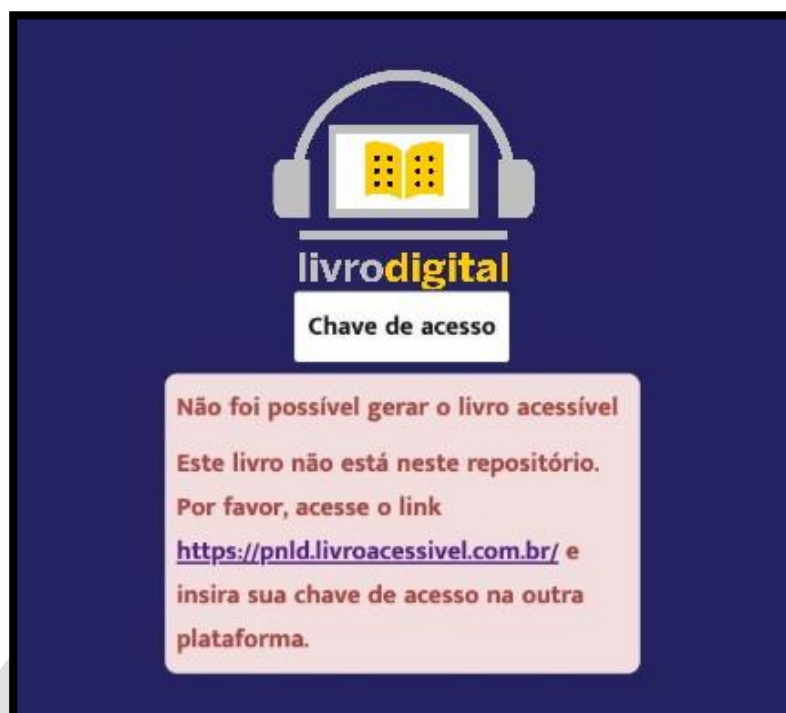 livrodigital
Chave de acesso
Não foi possível gerar o livro acessível
Este livro não está neste repositório.
Por favor, acesse o link
https://pnld.livroacessivel.com.br/ e
insira sua chave de acesso na outra
plataforma.